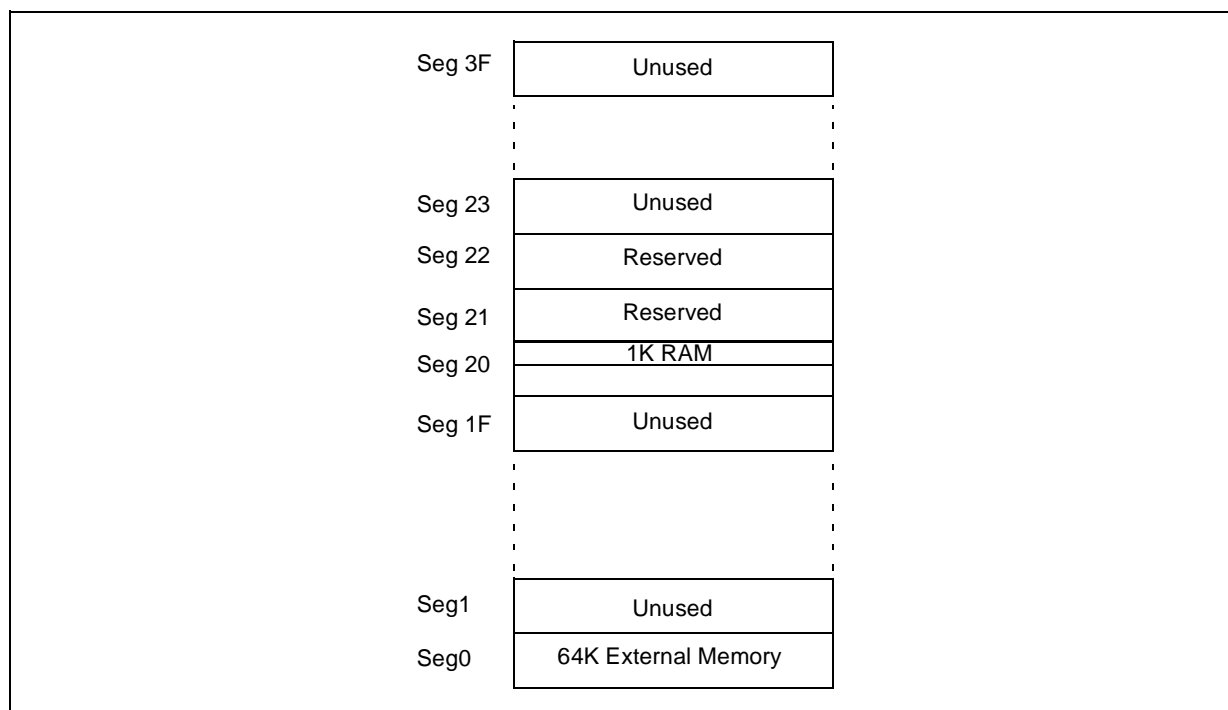 Seg 3F Unused
Seg 23 Unused
Seg 22 Reserved
Seg 21 Reserved
1K RAM
Seg 20
Seg 1F Unused
Seg1 Unused
Seg0 64K External Memory